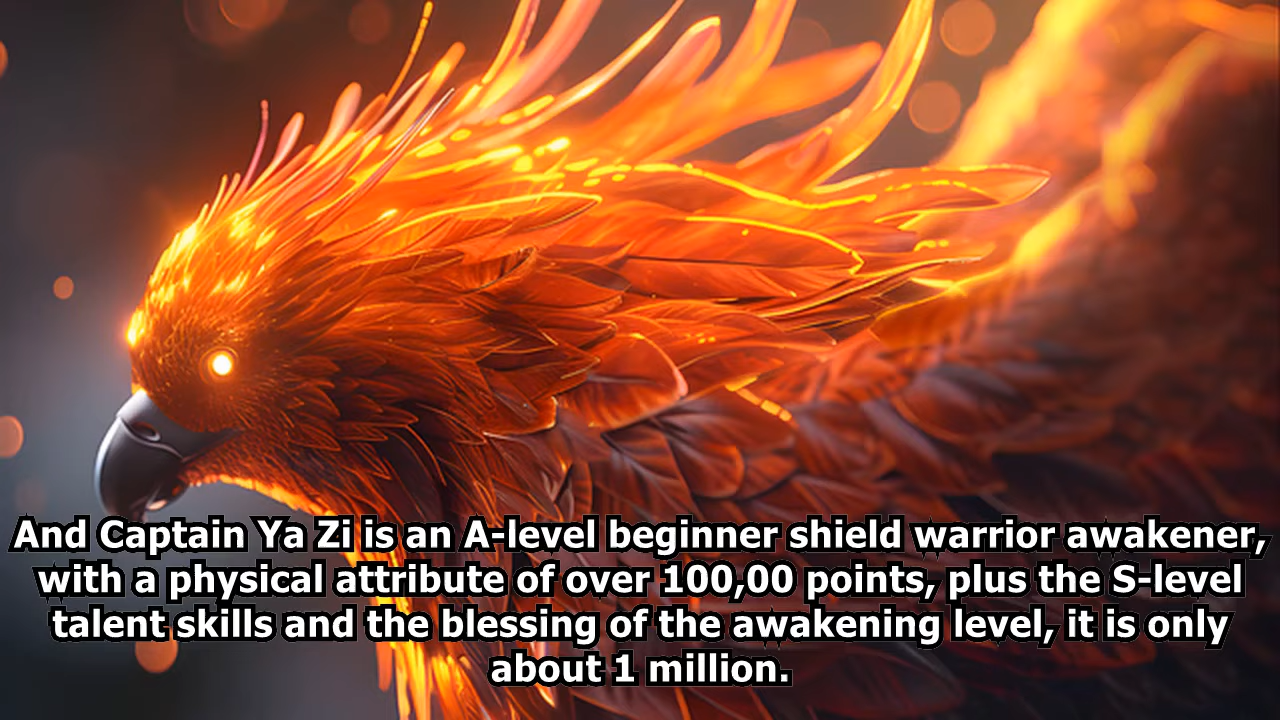 And Captain Ya Zi is an A-level beginner shield warrior awakener,
with a physical attribute of over 100,00 points, plus the S-level
talent skills and the blessing of the awakening level, it is only
about 1 million.